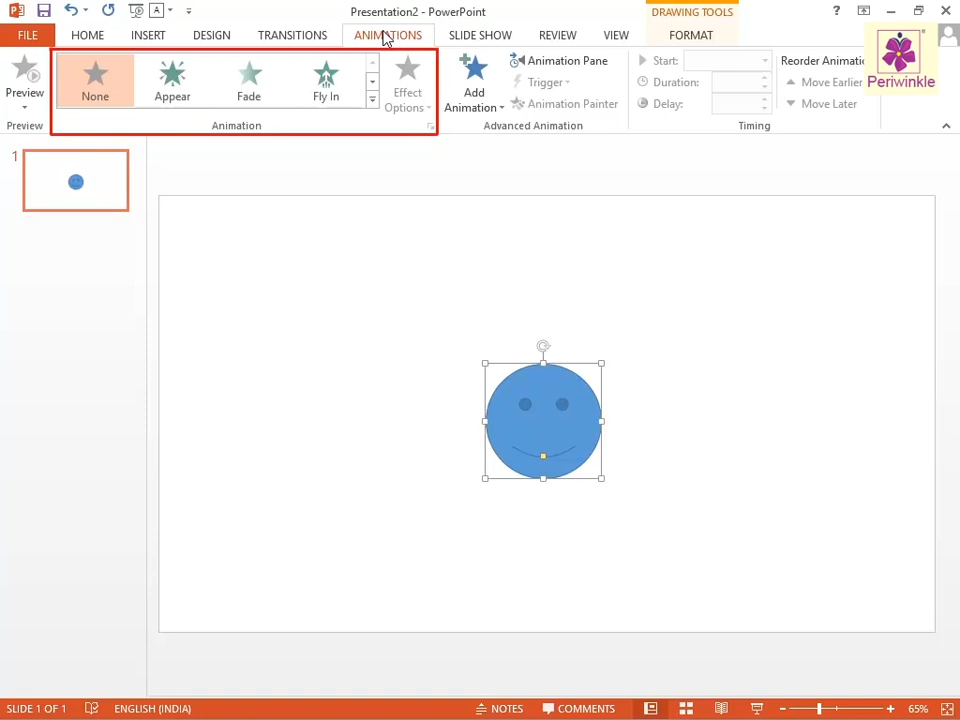 Presentation2 - PowerPoint
DRAWING TOOLS
?
A
FILE
HOME
INSERT
DESIGN
TRANSITIONS
ANIMATIONS
SLIDE SHOW
REVIEW
VIEW
FORMAT
Periwinkle
Preview
None
Appear
Fade
Fly In
Effect
Options
Add
Animation
Animation Pane
Trigger
Animation Painter
Start:
Duration:
Delay:
Reorder Animatio
Move Earlier
Move Later
Preview
Animation
Advanced Animation
Timing
1
SLIDE 1 OF 1
ENGLISH (INDIA)
NOTES
COMMENTS
65%